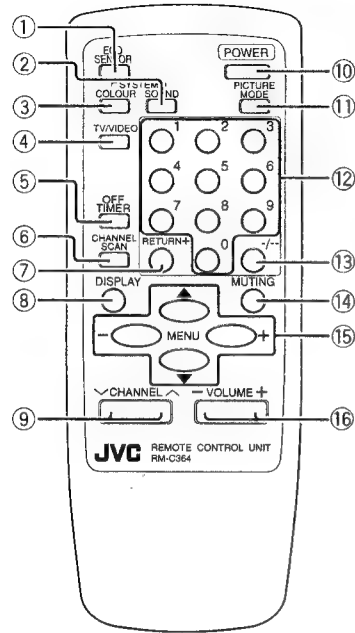 ①
ECO
SENSOR
②
SYSTEM
③ COLOUR SOUND
④ TV/VIDEO
⑤ OFF
TIMER
⑥ CHANNEL
SCAN
⑦ RETURN+
⑧ DISPLAY
POWER
⑩
PICTURE
MODE
⑪
1 2 3
4 5 6
⑫
7 8 9
0 -/--
⑬
MUTING
⑭
- MENU +
⑮
⑨ CHANNEL
- VOLUME +
⑯
JVC REMOTE CONTROL UNIT
RM-C364